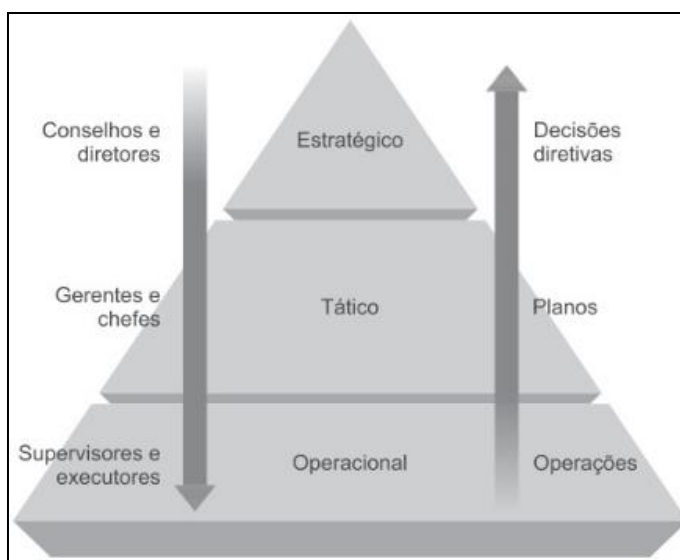 Conselhos e
diretores
Estratégico
Decisões
diretivas
Gerentes e
chefes
Tático
Planos
Supervisores e
executores
Operacional
Operações